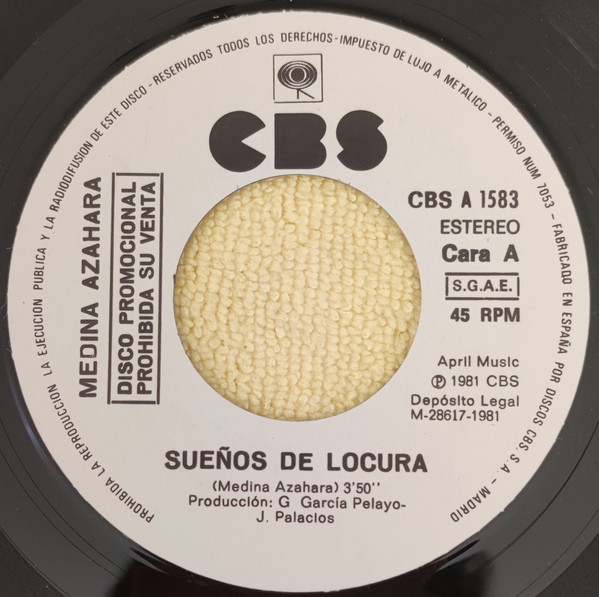 PROHIBIDA LA REPRODUCCION LA EJECUCION PUBLICA Y LA RADIODIFUSION DE ESTE DISCO-RESERVADOS TODOS LOS DERECHOS-IMPUESTO DE LUJO A METALICO-PERMISO NUM 7053-FABRICADO EN ESPAÑA POR DISCOS CBS, S.A.-MADRID
CBS
MEDINA AZAHARA
DISCO PROMOCIONAL
PROHIBIDA SU VENTA
CBS A 1583
ESTEREO
Cara A
S.G.A.E.
45 RPM
April Music
℗ 1981 CBS
Depósito Legal
M-28617-1981
SUEÑOS DE LOCURA
(Medina Azahara) 3'50''
Producción: G García Pelayo-
J. Palacios